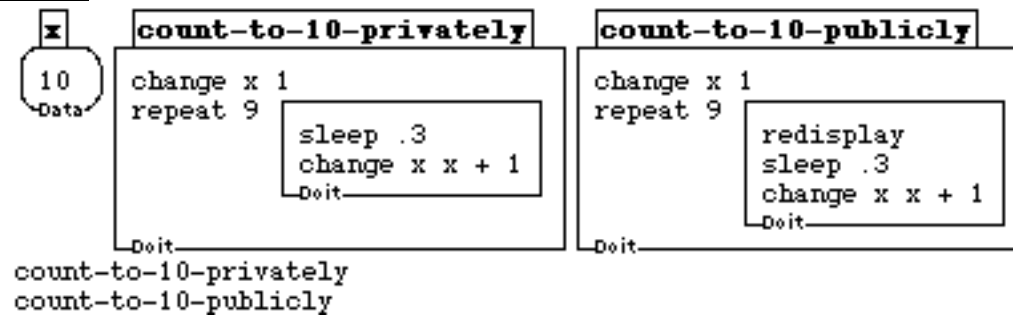 x
10
Data
count-to-10-privately
change x 1
repeat 9
sleep .3
change x x + 1
Doit
Doit
count-to-10-publicly
change x 1
repeat 9
redisplay
sleep .3
change x x + 1
Doit
Doit
count-to-10-privately
count-to-10-publicly